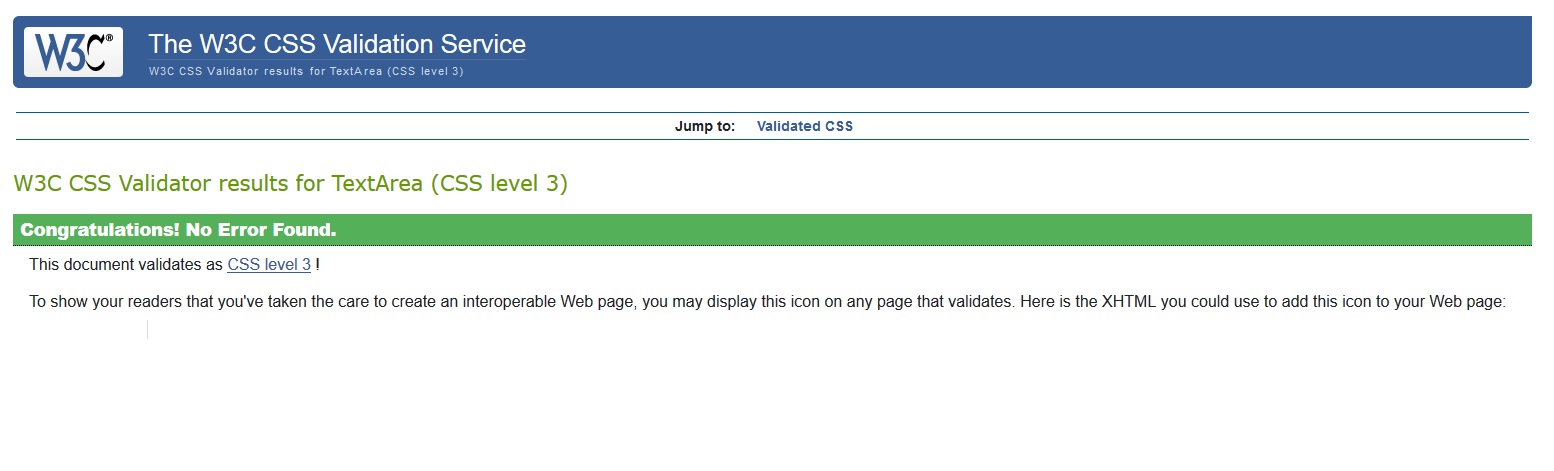 W3C®
The W3C CSS Validation Service
W3C CSS Validator results for TextArea (CSS level 3)
Jump to: Validated CSS
W3C CSS Validator results for TextArea (CSS level 3)
Congratulations! No Error Found.
This document validates as CSS level 3 !
To show your readers that you've taken the care to create an interoperable Web page, you may display this icon on any page that validates. Here is the XHTML you could use to add this icon to your Web page: